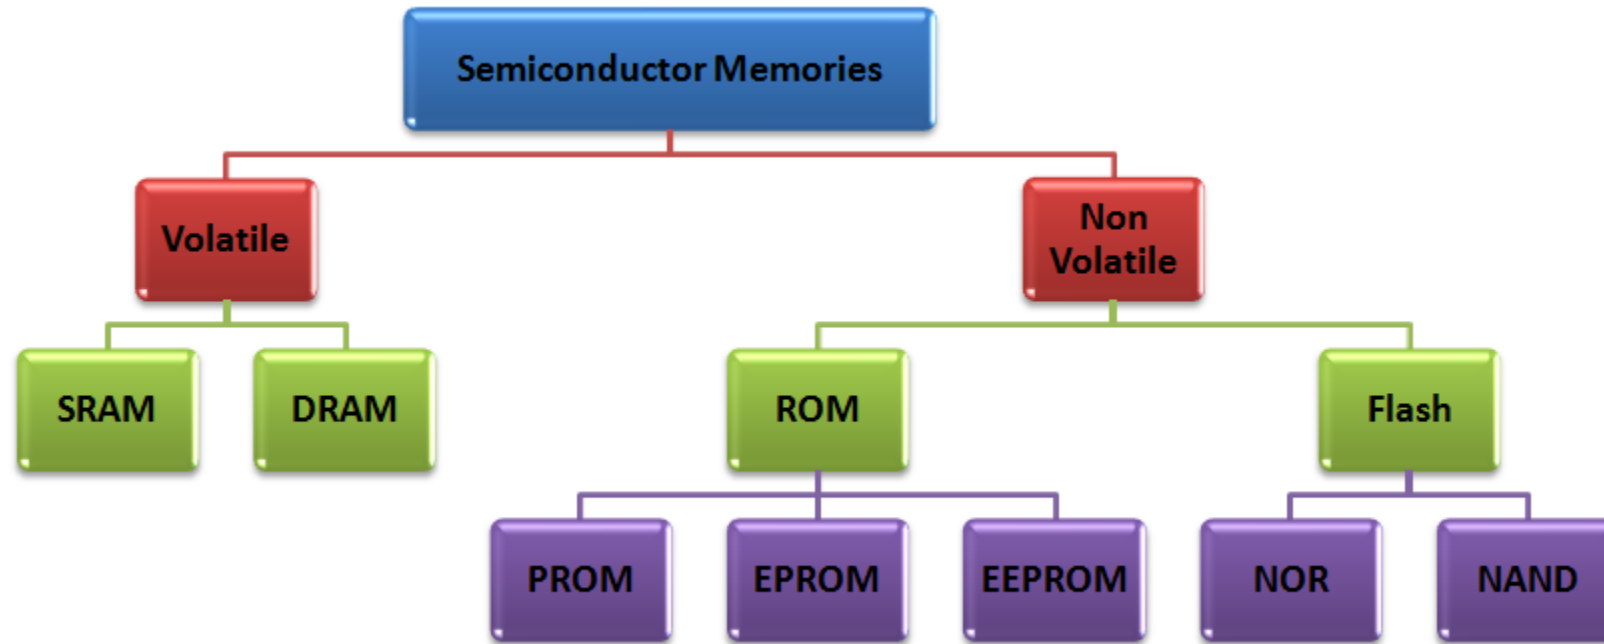 Semiconductor Memories
Volatile
Non
Volatile
SRAM
DRAM
ROM
Flash
PROM
EPROM
EEPROM
NOR
NAND